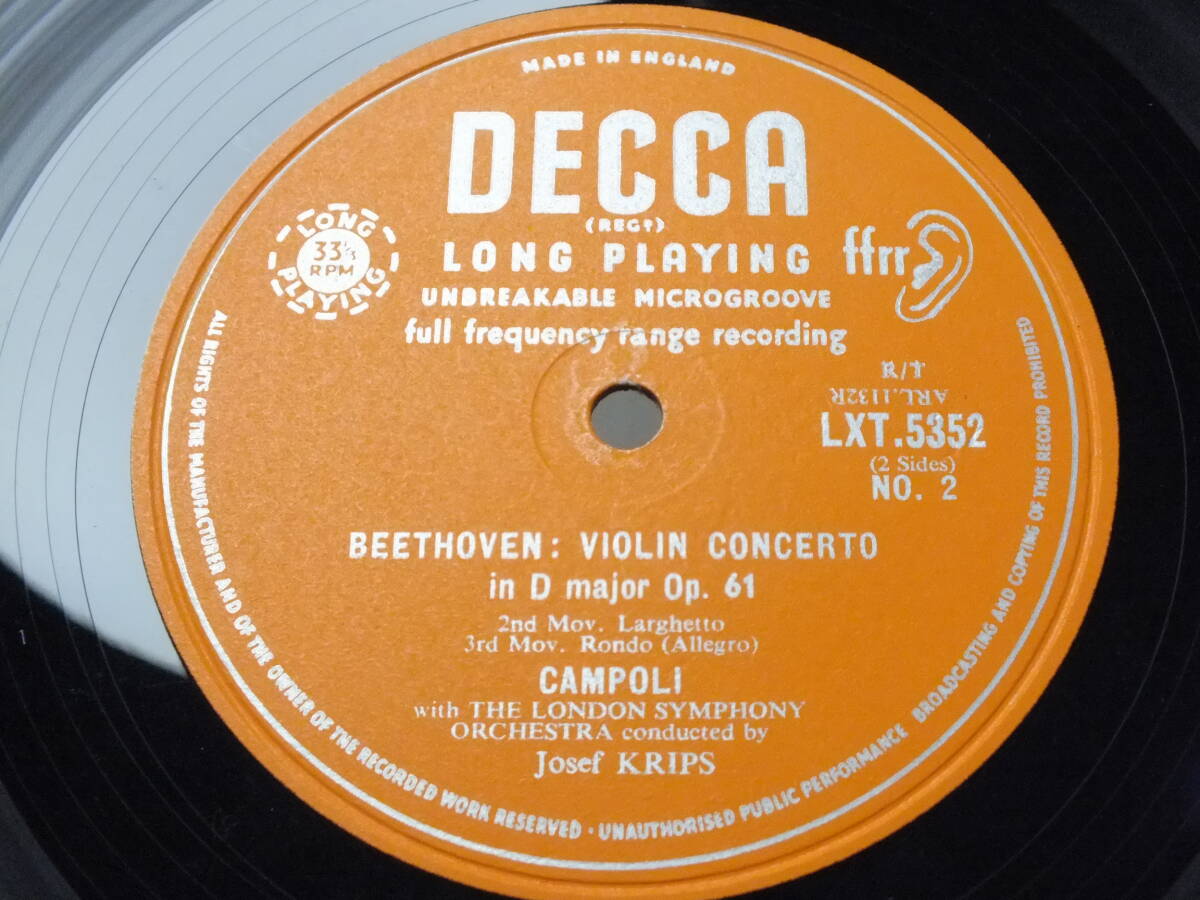 MADE IN ENGLAND
DECCA
(REGD)
LONG PLAYING
33 1/3
RPM
LONG PLAYING
ffrr
UNBREAKABLE MICROGROOVE
full frequency range recording
R/T
ARL.1132R
LXT.5352
(2 Sides)
NO. 2
BEETHOVEN: VIOLIN CONCERTO
in D major Op. 61
2nd Mov. Larghetto
3rd Mov. Rondo (Allegro)
CAMPOLI
with THE LONDON SYMPHONY
ORCHESTRA conducted by
Josef KRIPS
ALL RIGHTS OF THE MANUFACTURER AND OF THE OWNER OF THE RECORDED WORK RESERVED · UNAUTHORISED PUBLIC PERFORMANCE BROADCASTING AND COPYING OF THIS RECORD PROHIBITED